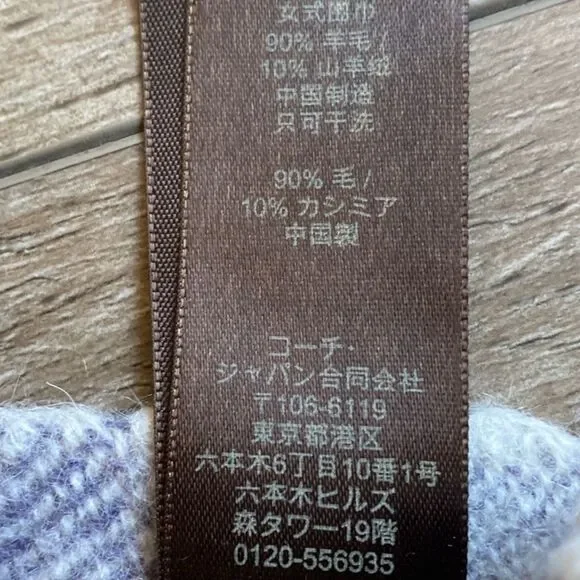 女式围巾
90% 羊毛 /
10% 山羊绒
中国制造
只可干洗
90% 毛 /
10% カシミア
中国製
コーチ・
ジャパン合同会社
〒106-6119
東京都港区
六本木6丁目10番1号
六本木ヒルズ
森タワー19階
0120-556935